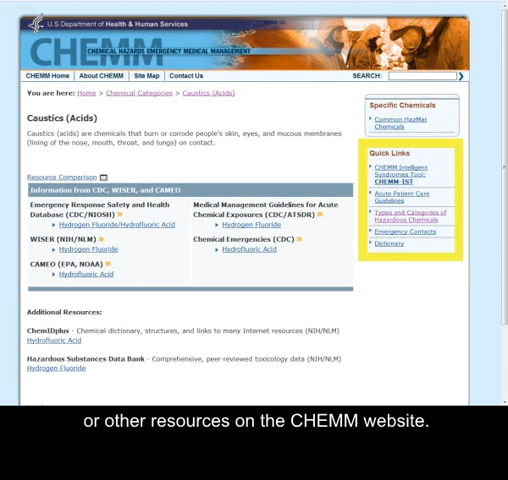 U.S. Department of Health & Human Services
CHEMM
CHEMICAL HAZARDS EMERGENCY MEDICAL MANAGEMENT
CHEMM Home
About CHEMM
Site Map
Contact Us
SEARCH:
You are here: Home > Chemical Categories > Caustics (Acids)
Caustics (Acids)
Caustics (acids) are chemicals that burn or corrode people's skin, eyes, and mucous membranes
(lining of the nose, mouth, throat, and lungs) on contact.
Resource Comparison
Information from CDC, WISER, and CAMEO
Emergency Response Safety and Health
Database (CDC/NIOSH)
Hydrogen Fluoride/Hydrofluoric Acid
WISER (NIH/NLM)
Hydrogen Fluoride
CAMEO (EPA, NOAA)
Hydrofluoric Acid
Medical Management Guidelines for Acute
Chemical Exposures (CDC/ATSDR)
Hydrogen Fluoride
Chemical Emergencies (CDC)
Hydrofluoric Acid
Additional Resources:
ChemIDplus - Chemical dictionary, structures, and links to many Internet resources (NIH/NLM)
Hydrofluoric Acid
Hazardous Substances Data Bank - Comprehensive, peer-reviewed toxicology data (NIH/NLM)
Hydrogen Fluoride
Specific Chemicals
Common HazMat
Chemicals
Quick Links
CHEMM Intelligent
Syndromes Tool:
CHEMM-IST
Acute Patient Care
Guidelines
Types and Categories of
Hazardous Chemicals
Emergency Contacts
Dictionary
or other resources on the CHEMM website.